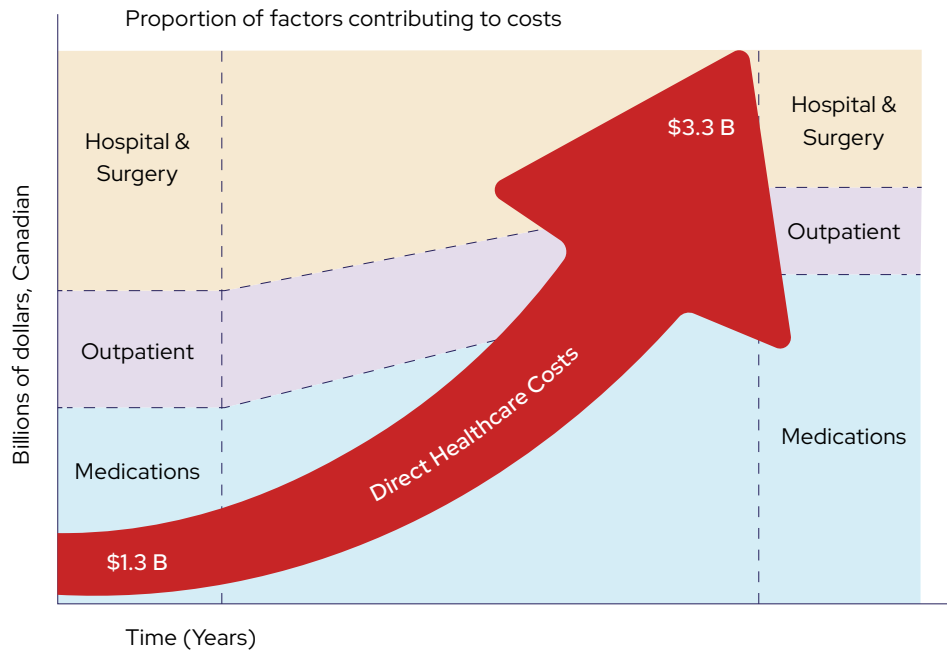 Proportion of factors contributing to costs
Billions of dollars, Canadian
Hospital &
Surgery
Outpatient
Medications
$1.3 B
Direct Healthcare Costs
$3.3 B
Hospital &
Surgery
Outpatient
Medications
Time (Years)